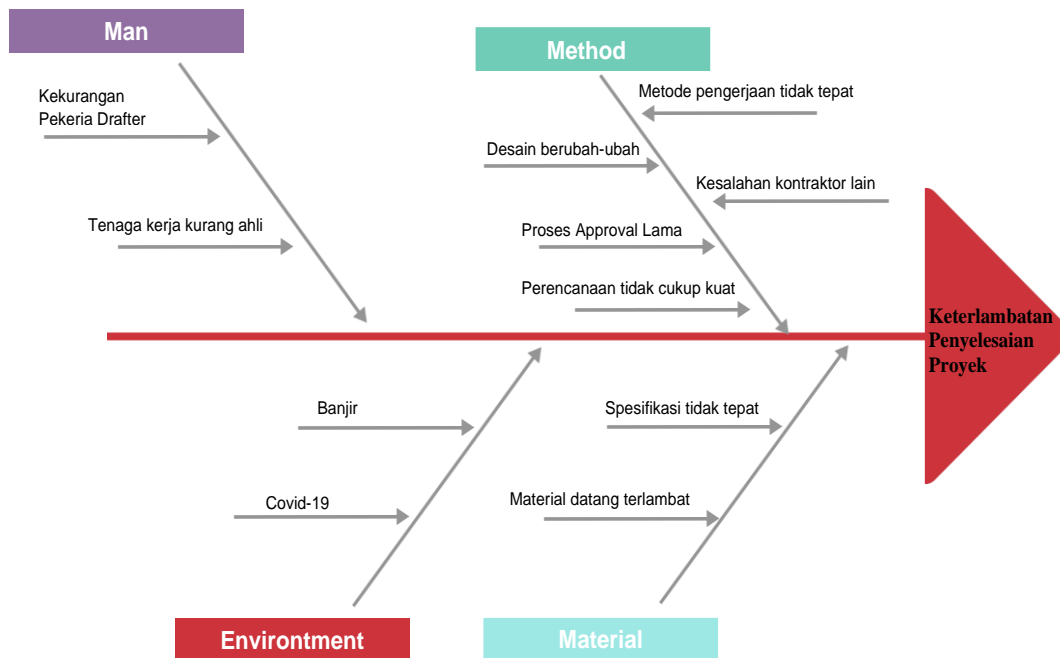 Man
Method
Kekurangan
Pekeria Drafter
Metode pengerjaan tidak tepat
Desain berubah-ubah
Kesalahan kontraktor lain
Tenaga kerja kurang ahli
Proses Approval Lama
Perencanaan tidak cukup kuat
Keterlambatan
Penyelesaian
Proyek
Banjir
Spesifikasi tidak tepat
Covid-19
Material datang terlambat
Environtment
Material